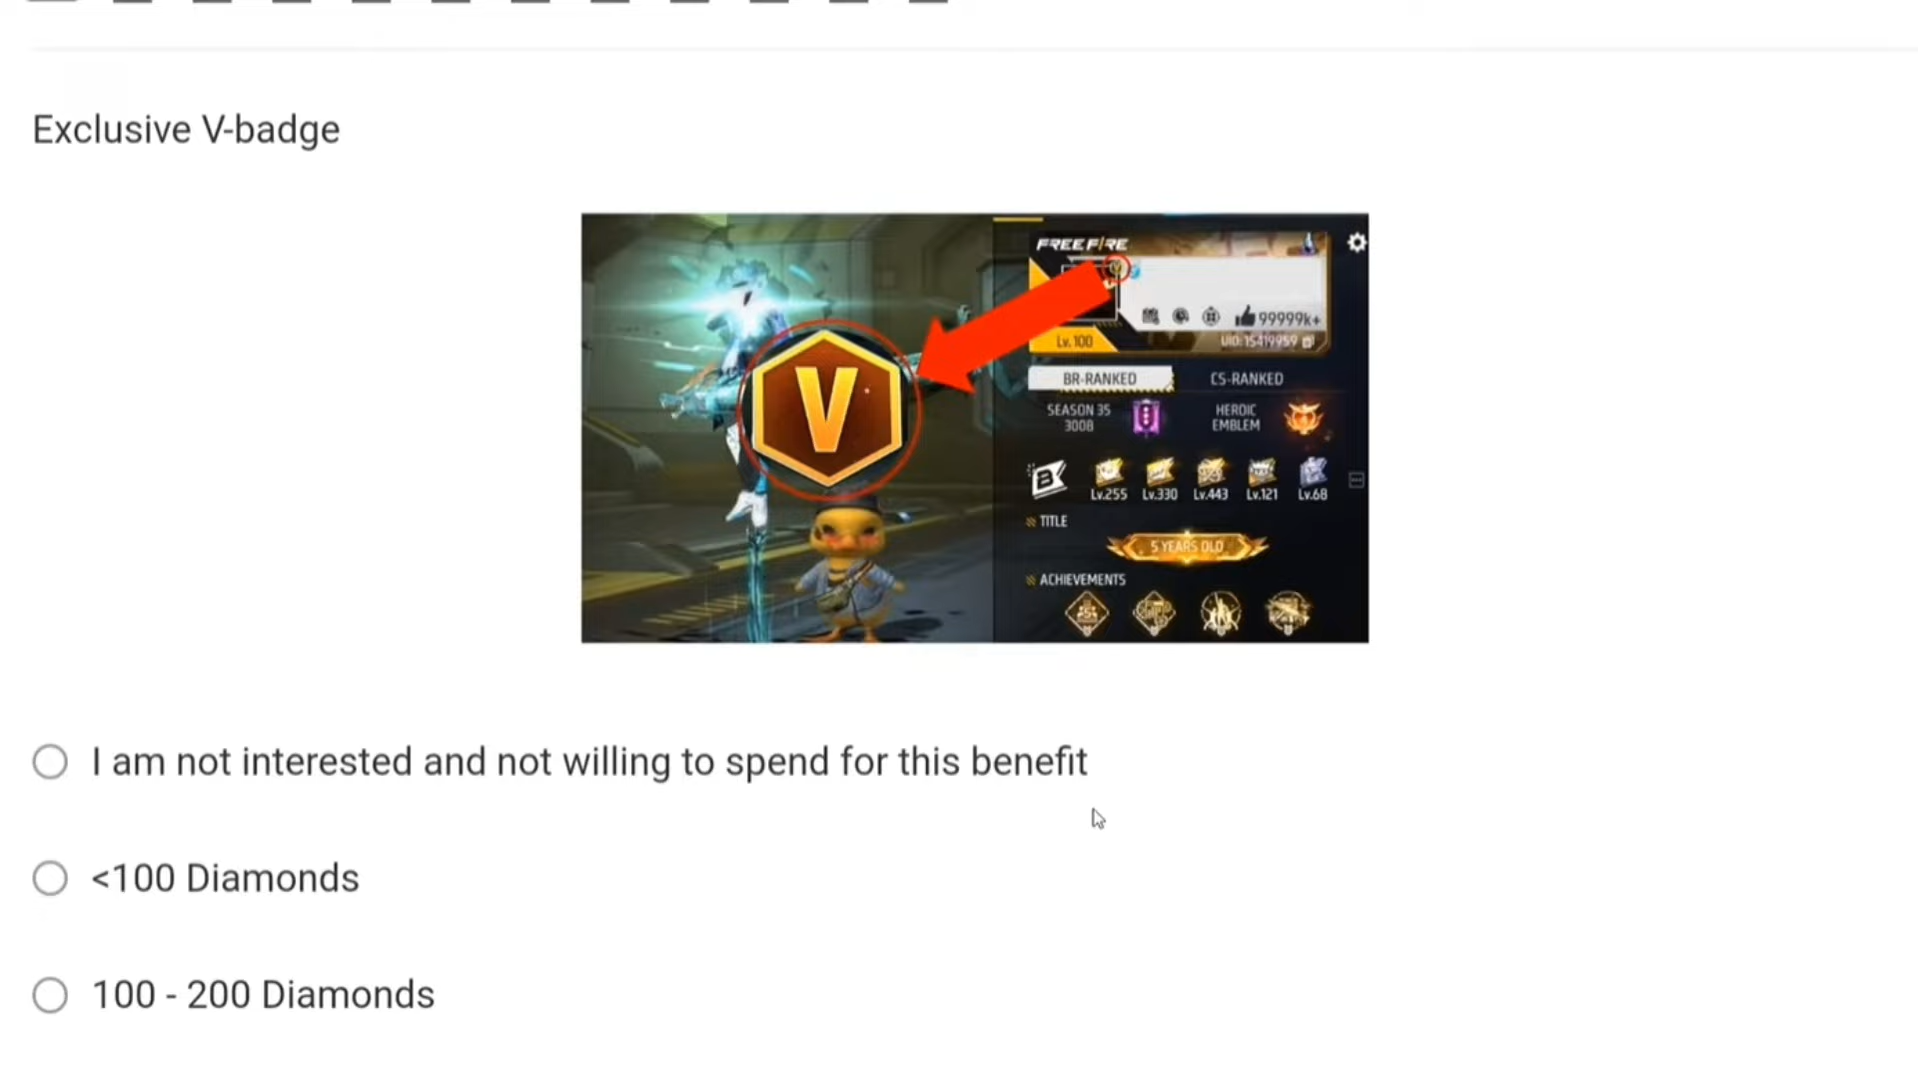 Exclusive V-badge
FREE FIRE
99999k+
Lv. 100
UID:15419959
BR-RANKED
CS-RANKED
SEASON 35
3008
HEROIC
EMBLEM
V
Lv.255 Lv.330 Lv.443 Lv.121 Lv.68
TITLE
5 YEARS OLD
ACHIEVEMENTS
I am not interested and not willing to spend for this benefit
<100 Diamonds
100 - 200 Diamonds